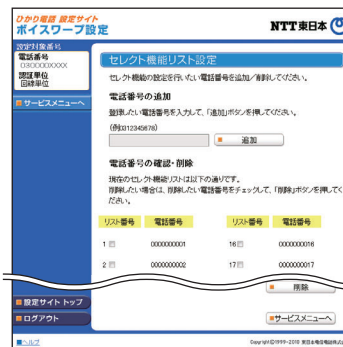 ひかり電話 設定サイト
ボイスワープ設定
NTT東日本
設定対象番号
電話番号
030000XXXX
認証単位
回線単位
サービスメニューへ
セレクト機能リスト設定
セレクト機能の設定を行いたい電話番号を追加/削除してください。
電話番号の追加
登録したい電話番号を入力して、「追加」ボタンを押してください。
(例:0312345678)
追加
電話番号の確認・削除
現在のセレクト機能リストは以下の通りです。
削除したい場合は、削除したい電話番号をチェックして、「削除」ボタンを押してください。
リスト番号 電話番号 リスト番号 電話番号
1 0000000001 16 0000000016
2 0000000002 17 0000000017
削除
設定サイト トップ
ログアウト
サービスメニューへ
ヘルプ
Copyright©1999-2010 東日本電信電話株式